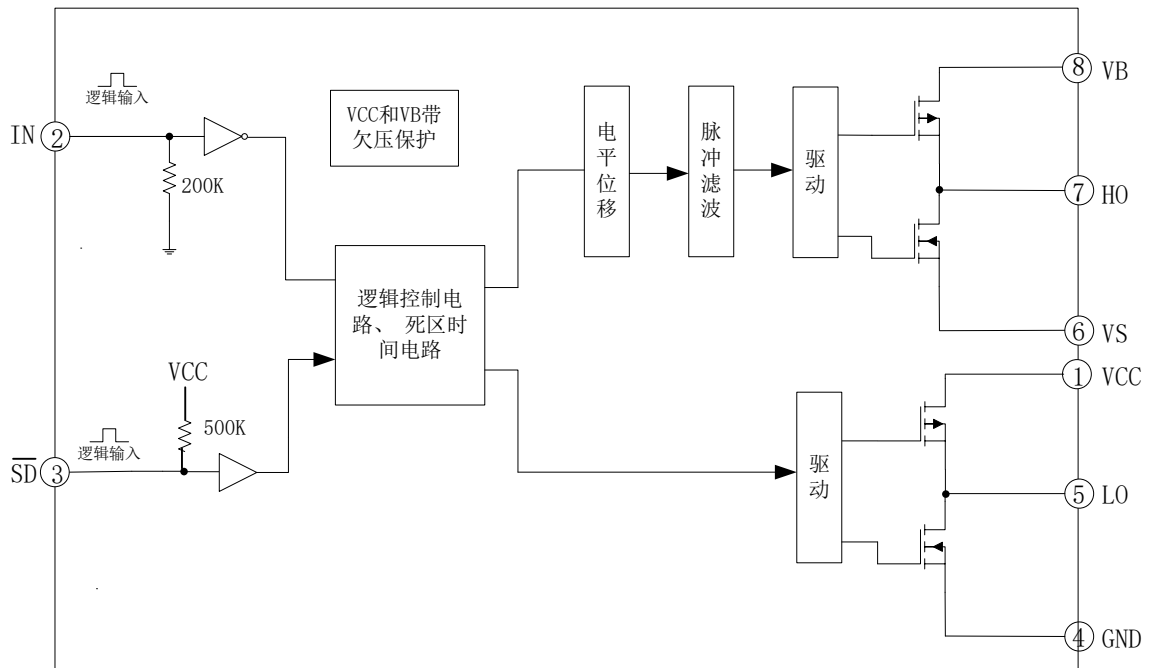 逻辑输入
IN
2
200K
VCC和VB带
欠压保护
电平位移
脉冲滤波
驱动
8
VB
7
HO
6
VS
逻辑控制电
路、 死区时
间电路
VCC
500K
逻辑输入
SD
3
驱动
1
VCC
5
LO
4
GND